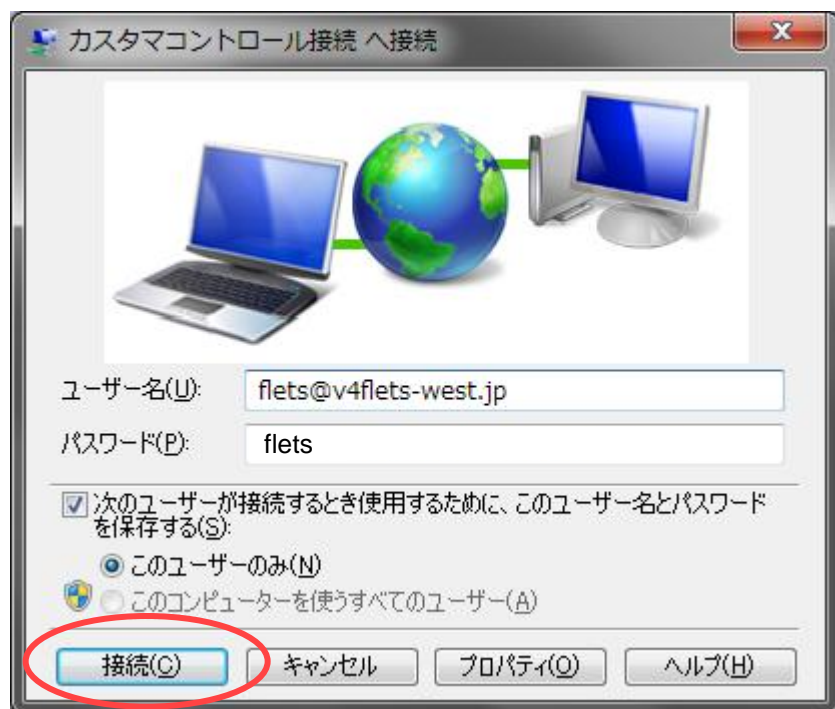 カスタマコントロール接続 へ接続
ユーザー名(U):
flets@v4flets-west.jp
パスワード(P):
flets
次のユーザーが接続するとき使用するために、このユーザー名とパスワード
を保存する(S):
このユーザーのみ(N)
このコンピューターを使うすべてのユーザー(A)
接続(C)
キャンセル
プロパティ(O)
ヘルプ(H)